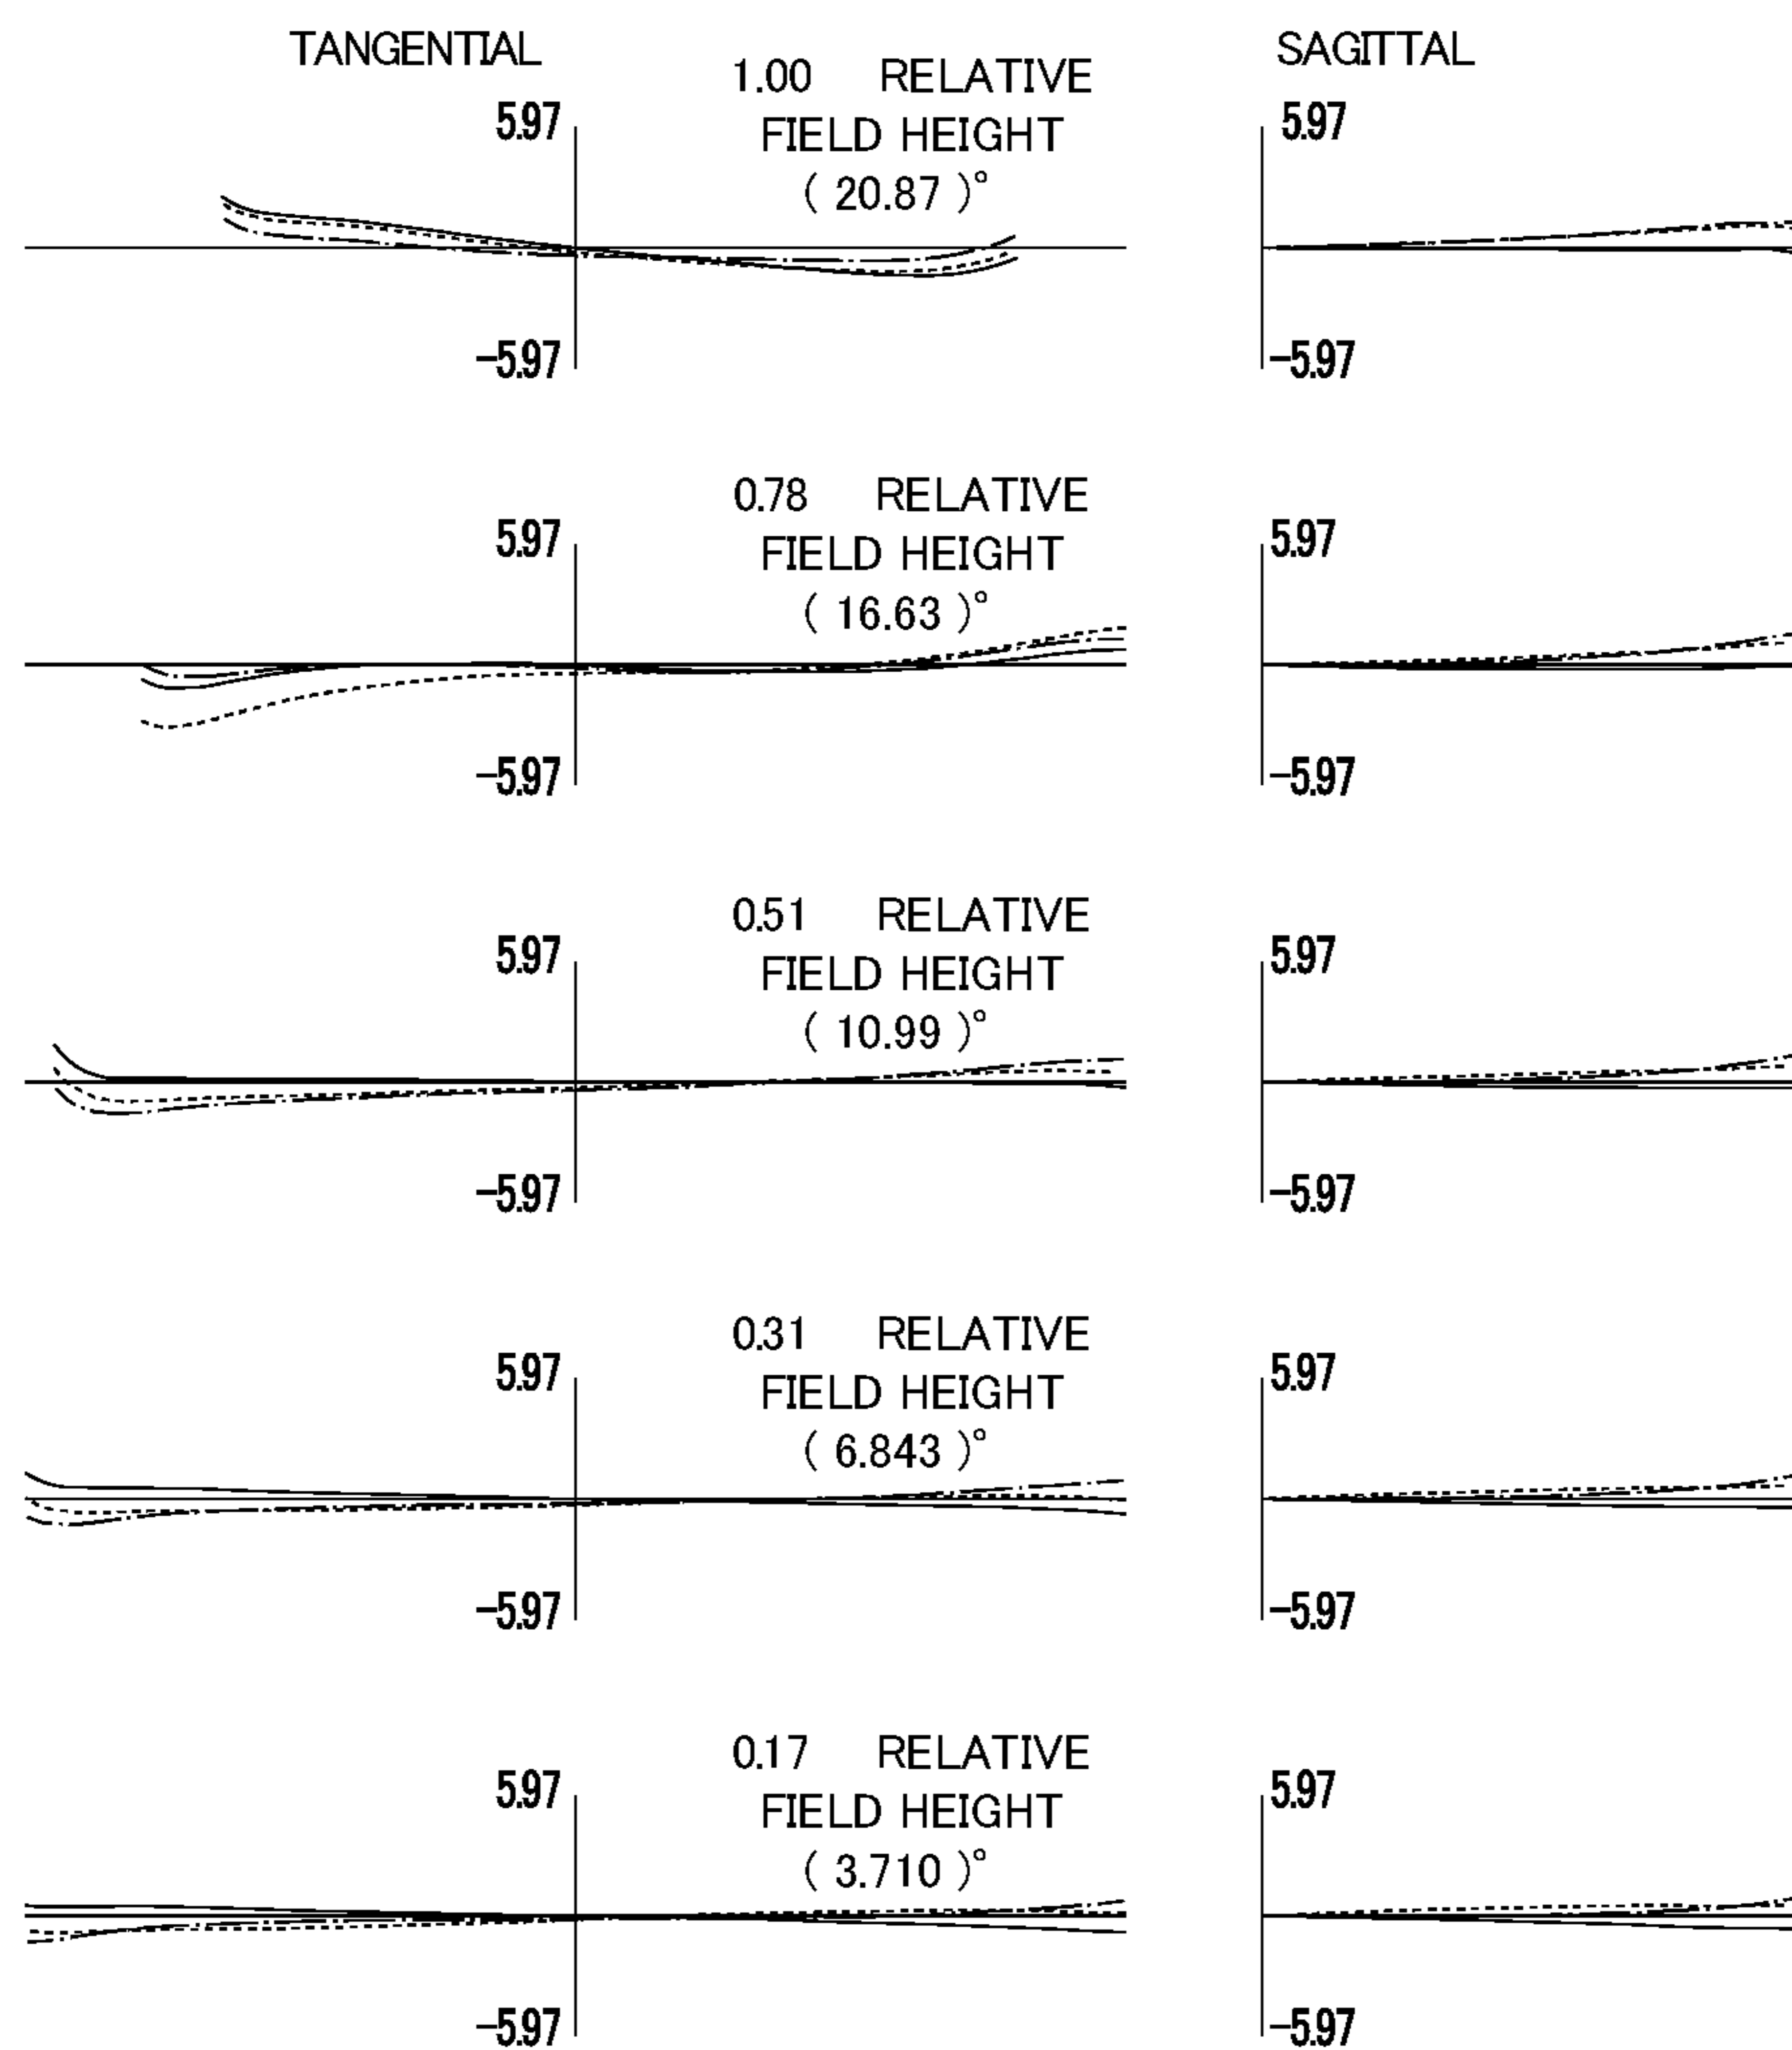 TANGENTIAL
SAGITTAL
1.00 RELATIVE
FIELD HEIGHT
( 20.87 )°
5.97
5.97
-5.97
-5.97
0.78 RELATIVE
FIELD HEIGHT
( 16.63 )°
5.97
5.97
-5.97
-5.97
0.51 RELATIVE
FIELD HEIGHT
( 10.99 )°
5.97
5.97
-5.97
-5.97
0.31 RELATIVE
FIELD HEIGHT
( 6.843 )°
5.97
5.97
-5.97
-5.97
0.17 RELATIVE
FIELD HEIGHT
( 3.710 )°
5.97
5.97
-5.97
-5.97